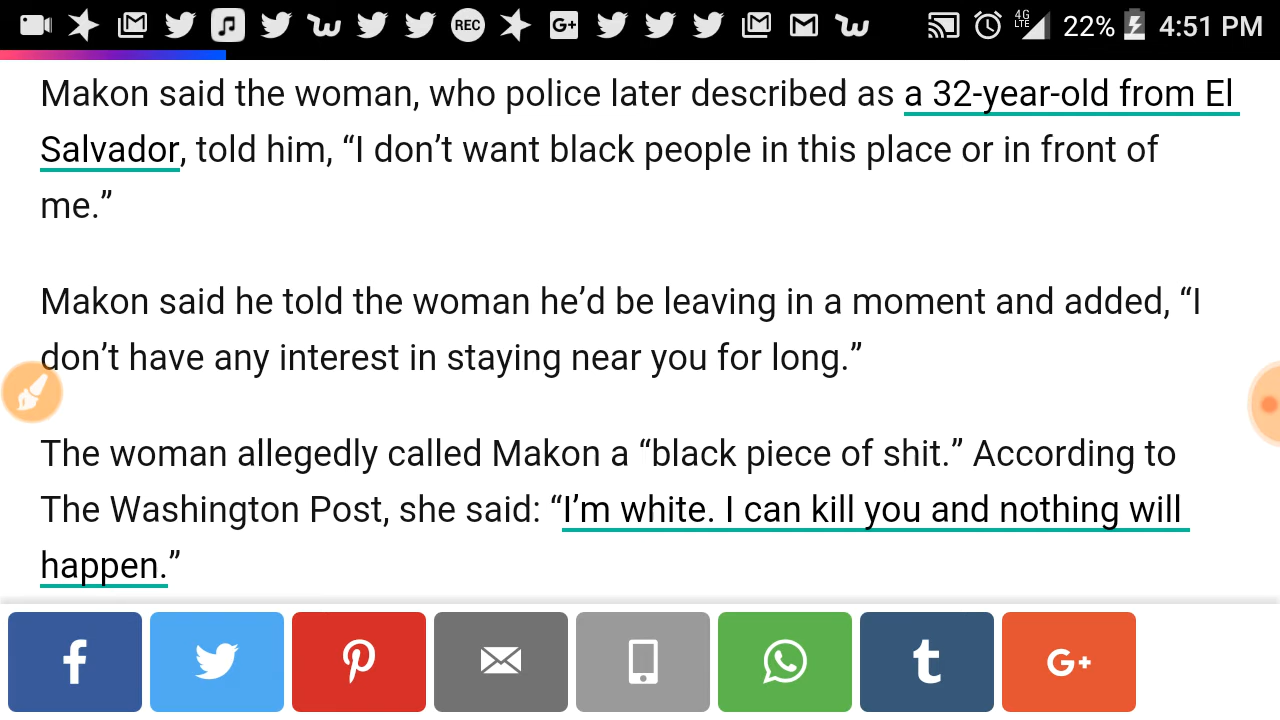 REC G+ 4G LTE 22% 4:51 PM
Makon said the woman, who police later described as a 32-year-old from El
Salvador, told him, “I don’t want black people in this place or in front of
me.”
Makon said he told the woman he’d be leaving in a moment and added, “I
don’t have any interest in staying near you for long.”
The woman allegedly called Makon a “black piece of shit.” According to
The Washington Post, she said: “I’m white. I can kill you and nothing will
happen.”
f t G+